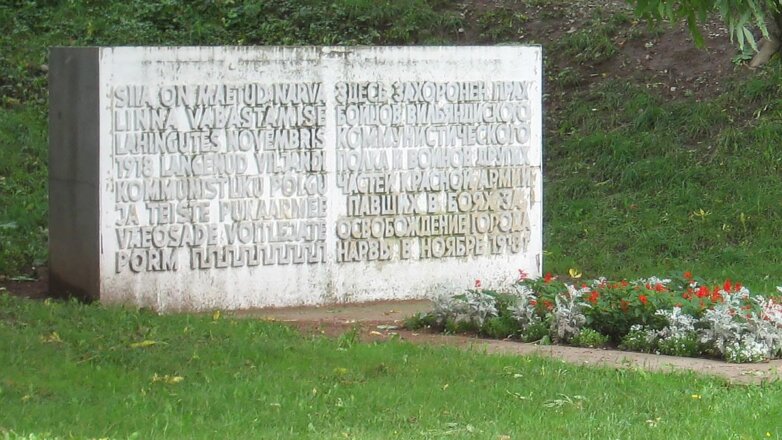 SIIA ON MAETUD NARVA
LINNA VABASTAMISE
LAHINGUTES NOVEMBRIS
1918 LANGENUD VILJANDI
KOMMUNISTLIKU POLGU
JA TEISTE PUNAARMEE
VÄEOSADE VÕITLEJATE
PÕRM
ЗДЕСЬ ЗАХОРОНЕН ПРАХ
БОЙЦОВ ВИЛЬЯНДИСКОГО
КОММУНИСТИЧЕСКОГО
ПОЛКА И ВОИНОВ ДРУГИХ
ЧАСТЕЙ КРАСНОЙ АРМИИ
ПАВШИХ В БОЯХ ЗА
ОСВОБОЖДЕНИЕ ГОРОДА
НАРВЫ В НОЯБРЕ 1918 Г